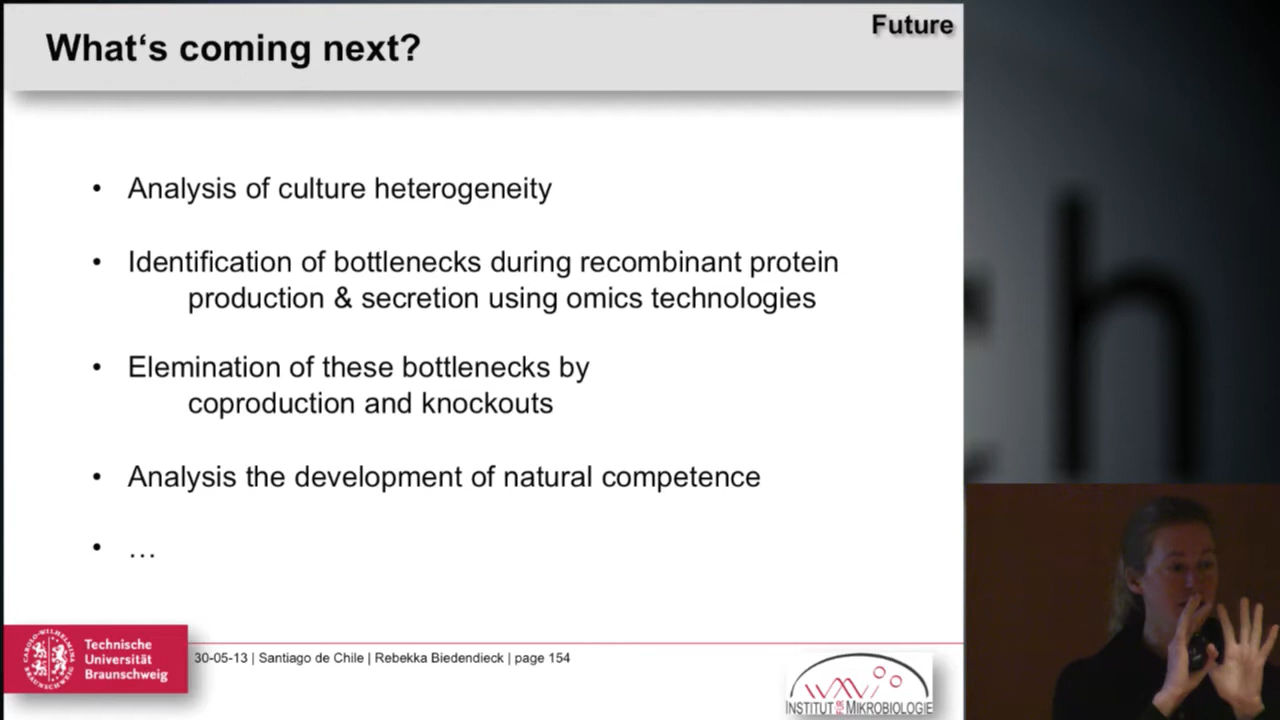 Future
What‘s coming next?
• Analysis of culture heterogeneity
• Identification of bottlenecks during recombinant protein
production & secretion using omics technologies
• Elemination of these bottlenecks by
coproduction and knockouts
• Analysis the development of natural competence
• …
Technische
Universität
Braunschweig
30-05-13 | Santiago de Chile | Rebekka Biedendieck | page 154
INSTITUT FÜR MIKROBIOLOGIE